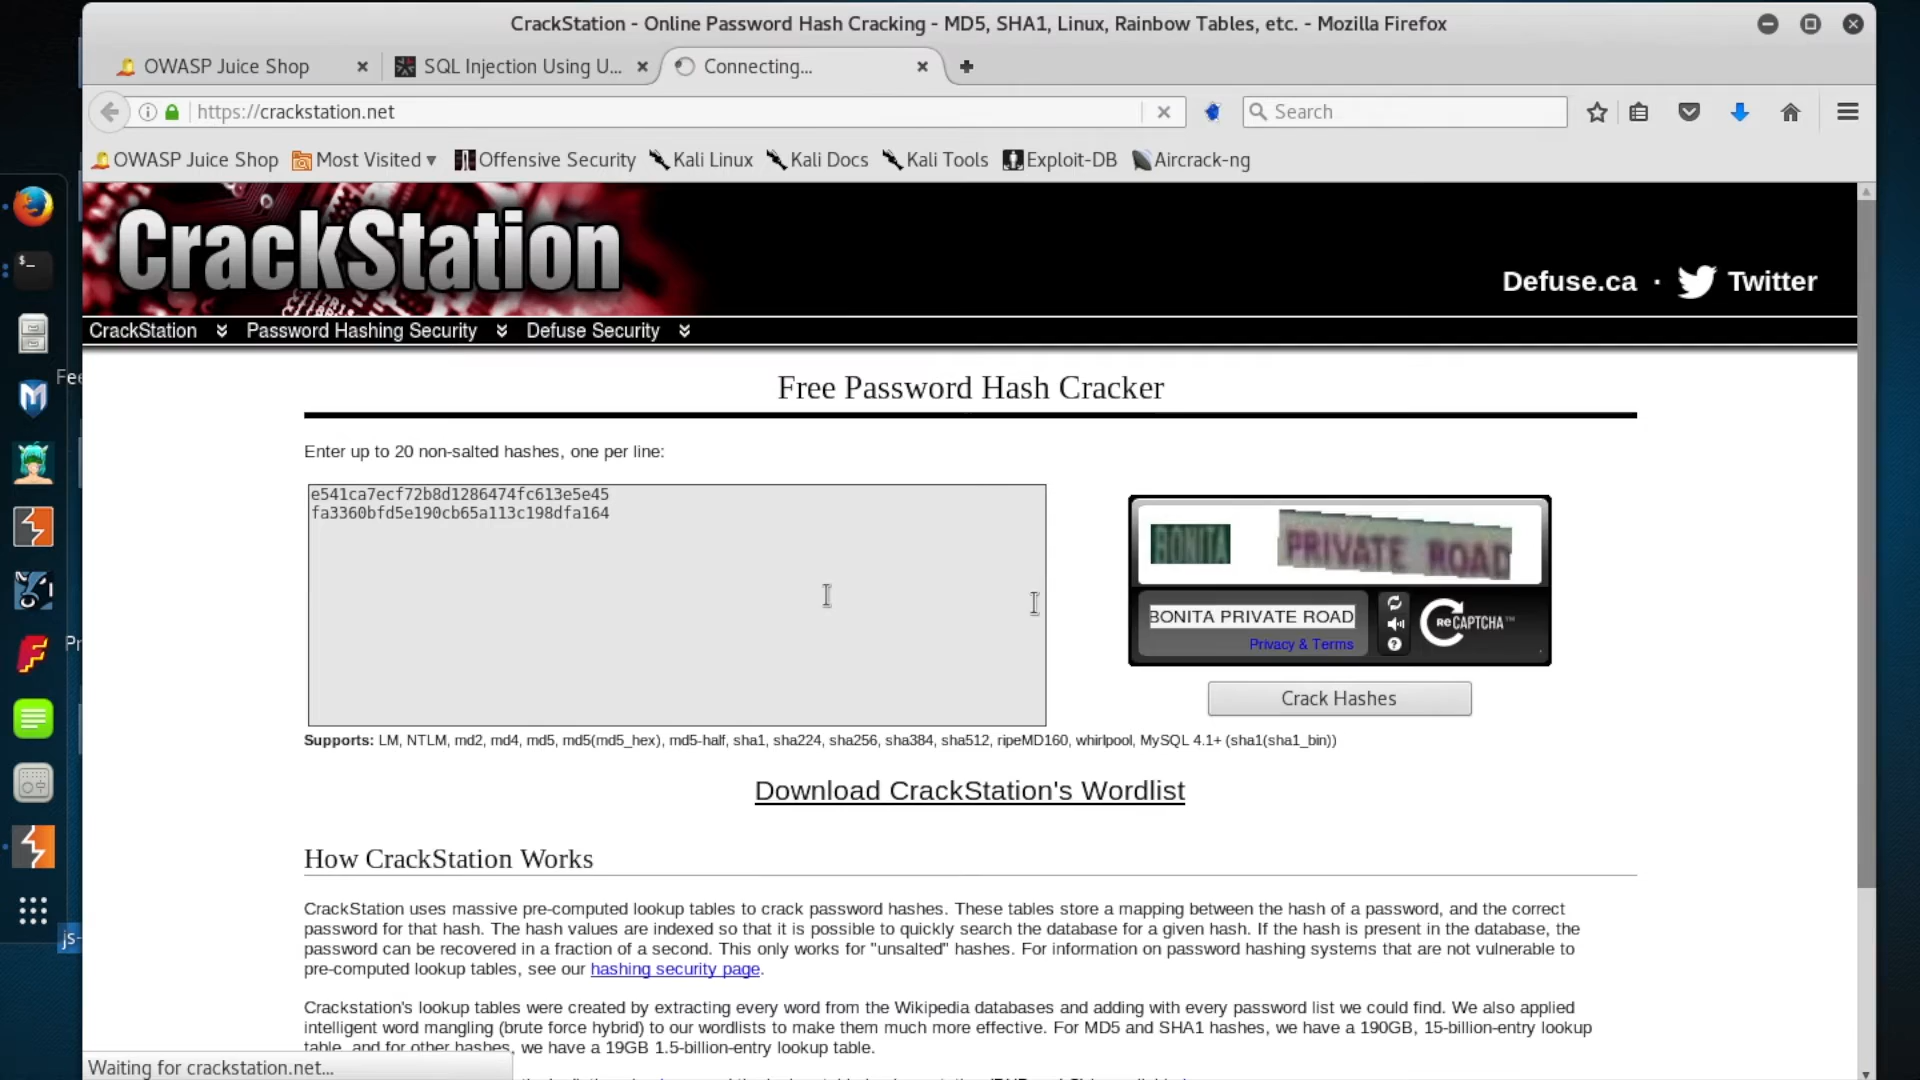 CrackStation - Online Password Hash Cracking - MD5, SHA1, Linux, Rainbow Tables, etc. - Mozilla Firefox
OWASP Juice Shop
SQL Injection Using U...
Connecting...
https://crackstation.net
Search
OWASP Juice Shop
Most Visited
Offensive Security
Kali Linux
Kali Docs
Kali Tools
Exploit-DB
Aircrack-ng
$_
CrackStation
Defuse.ca · Twitter
CrackStation
Password Hashing Security
Defuse Security
Fee
Free Password Hash Cracker
Enter up to 20 non-salted hashes, one per line:
e541ca7ecf72b8d1286474fc613e5e45
fa3360bfd5e190cb65a113c198dfa164
BONITA
PRIVATE ROAD
BONITA PRIVATE ROAD
Privacy & Terms
reCAPTCHA™
Pr
Crack Hashes
Supports: LM, NTLM, md2, md4, md5, md5(md5_hex), md5-half, sha1, sha224, sha256, sha384, sha512, ripeMD160, whirlpool, MySQL 4.1+ (sha1(sha1_bin))
Download CrackStation's Wordlist
How CrackStation Works
CrackStation uses massive pre-computed lookup tables to crack password hashes. These tables store a mapping between the hash of a password, and the correct
password for that hash. The hash values are indexed so that it is possible to quickly search the database for a given hash. If the hash is present in the database, the
password can be recovered in a fraction of a second. This only works for "unsalted" hashes. For information on password hashing systems that are not vulnerable to
pre-computed lookup tables, see our hashing security page.
js-
Crackstation's lookup tables were created by extracting every word from the Wikipedia databases and adding with every password list we could find. We also applied
intelligent word mangling (brute force hybrid) to our wordlists to make them much more effective. For MD5 and SHA1 hashes, we have a 190GB, 15-billion-entry lookup
table, and for other hashes, we have a 19GB 1.5-billion-entry lookup table.
Waiting for crackstation.net...